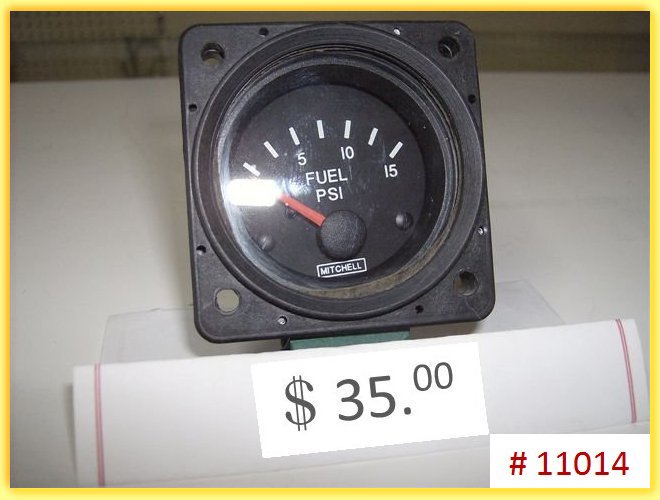 5 10 15
FUEL
PSI
MITCHELL
$ 35.00
# 11014